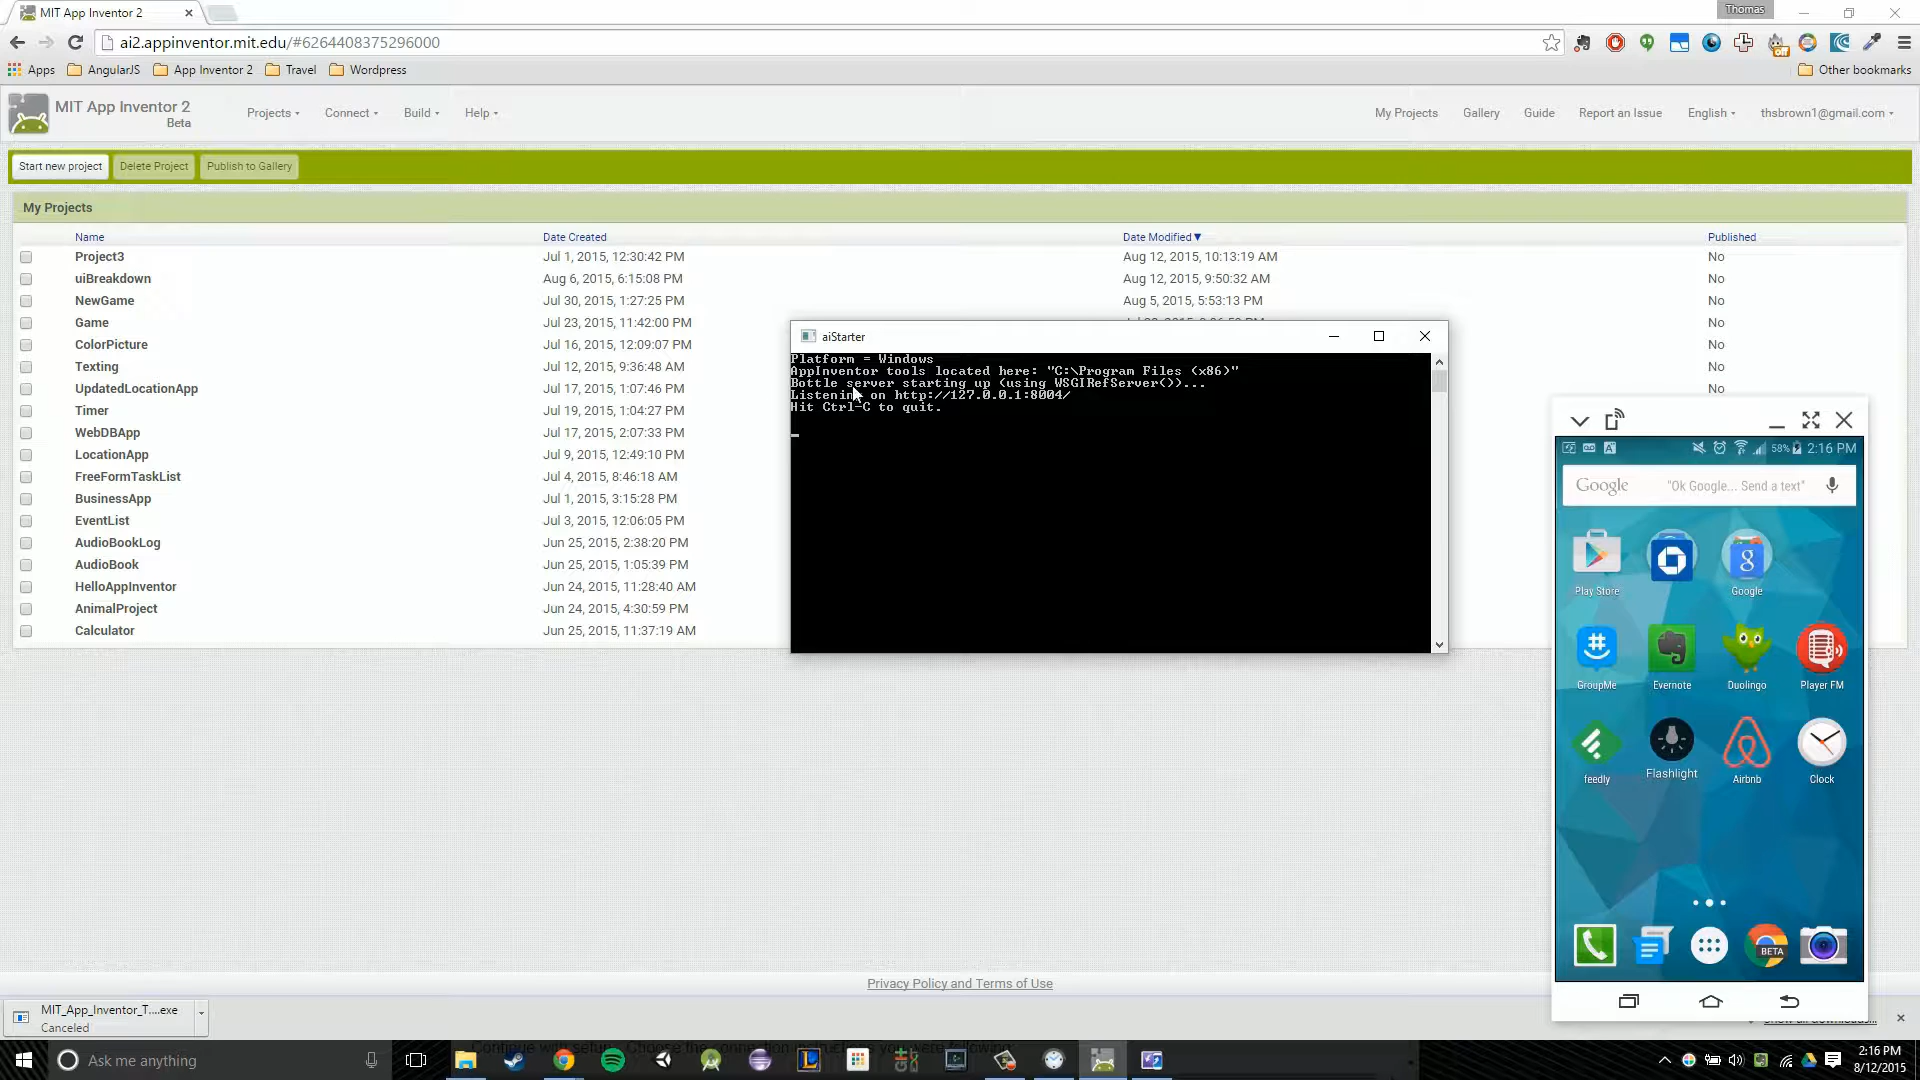 MIT App Inventor 2
Thomas
ai2.appinventor.mit.edu/#6264408375296000
Apps
AngularJS
App Inventor 2
Travel
Wordpress
Other bookmarks
MIT App Inventor 2
Beta
Projects
Connect
Build
Help
My Projects
Gallery
Guide
Report an Issue
English
thsbrown1@gmail.com
Start new project
Delete Project
Publish to Gallery
My Projects
Name Date Created Date Modified Published
Project3 Jul 1, 2015, 12:30:42 PM Aug 12, 2015, 10:13:19 AM No
uiBreakdown Aug 6, 2015, 6:15:08 PM Aug 12, 2015, 9:50:32 AM No
NewGame Jul 30, 2015, 1:27:25 PM Aug 5, 2015, 5:53:13 PM No
Game Jul 23, 2015, 11:42:00 PM No
ColorPicture Jul 16, 2015, 12:09:07 PM No
Texting Jul 12, 2015, 9:36:48 AM No
UpdatedLocationApp Jul 17, 2015, 1:07:46 PM No
Timer Jul 19, 2015, 1:04:27 PM
WebDBApp Jul 17, 2015, 2:07:33 PM
LocationApp Jul 9, 2015, 12:49:10 PM
FreeFormTaskList Jul 4, 2015, 8:46:18 AM
BusinessApp Jul 1, 2015, 3:15:28 PM
EventList Jul 3, 2015, 12:06:05 PM
AudioBookLog Jun 25, 2015, 2:38:20 PM
AudioBook Jun 25, 2015, 1:05:39 PM
HelloAppInventor Jun 24, 2015, 11:28:40 AM
AnimalProject Jun 24, 2015, 4:30:59 PM
Calculator Jun 25, 2015, 11:37:19 AM
aiStarter
Platform = Windows
AppInventor tools located here: "C:\Program Files (x86)"
Bottle server starting up (using WSGIRefServer())...
Listening on http://127.0.0.1:8004/
Hit Ctrl-C to quit.
58% 2:16 PM
Google "Ok Google... Send a text"
Play Store
Google
GroupMe
Evernote
Duolingo
Player FM
feedly
Flashlight
Airbnb
Clock
BETA
Privacy Policy and Terms of Use
MIT_App_Inventor_T....exe
Canceled
Ask me anything
2:16 PM
8/12/2015